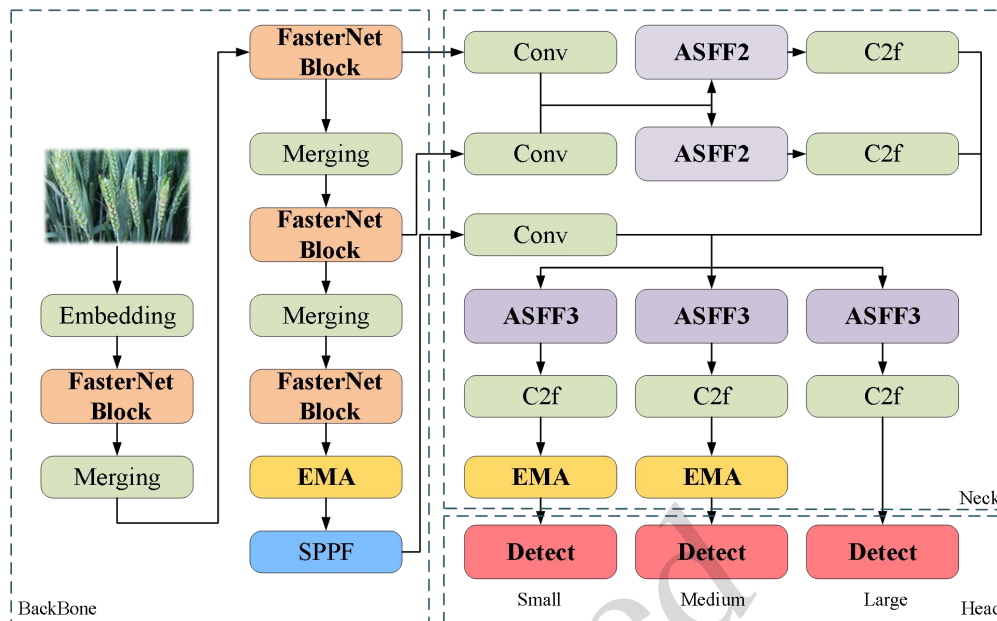 FasterNet
Block
Conv
ASFF2
C2f
Merging
Conv
ASFF2
C2f
FasterNet
Block
Conv
Embedding
Merging
ASFF3
ASFF3
ASFF3
FasterNet
Block
FasterNet
Block
C2f
C2f
C2f
Merging
EMA
EMA
EMA
Neck
SPPF
Detect
Detect
Detect
Small
Medium
Large
BackBone
Head